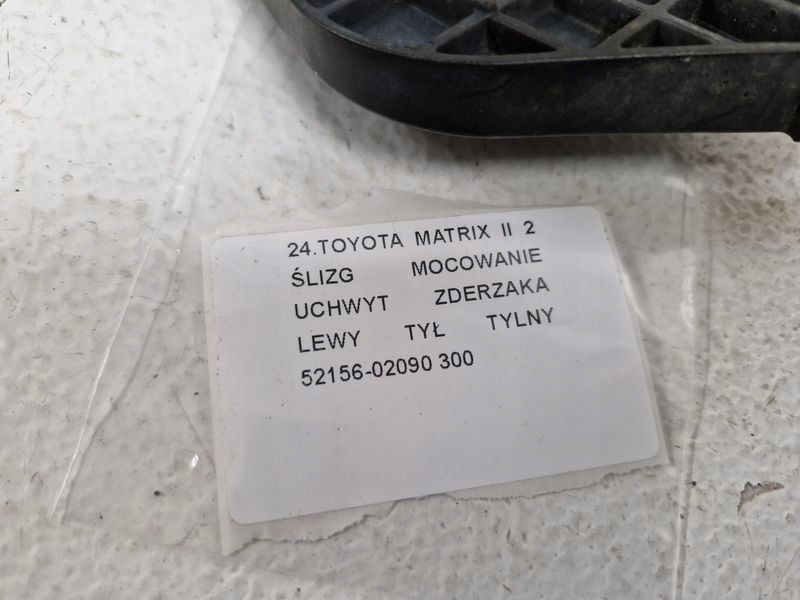 24.TOYOTA MATRIX II 2
ŚLIZG MOCOWANIE
UCHWYT ZDERZAKA
LEWY TYŁ TYLNY
52156-02090 300